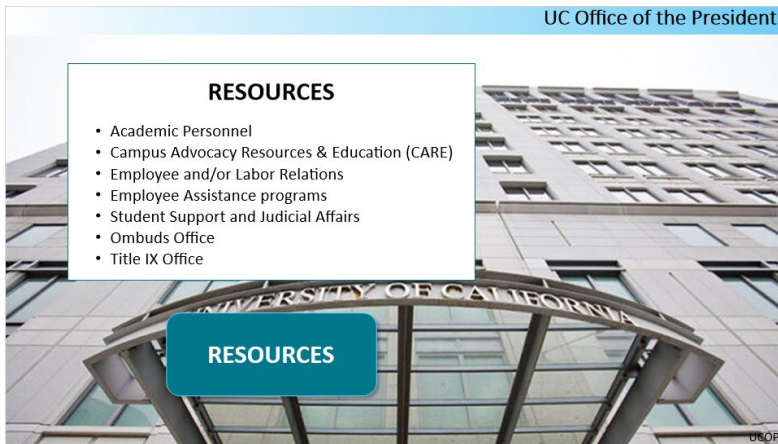 UC Office of the President
RESOURCES
• Academic Personnel
• Campus Advocacy Resources & Education (CARE)
• Employee and/or Labor Relations
• Employee Assistance programs
• Student Support and Judicial Affairs
• Ombuds Office
• Title IX Office
UNIVERSITY OF CALIFORNIA
RESOURCES
UCOP